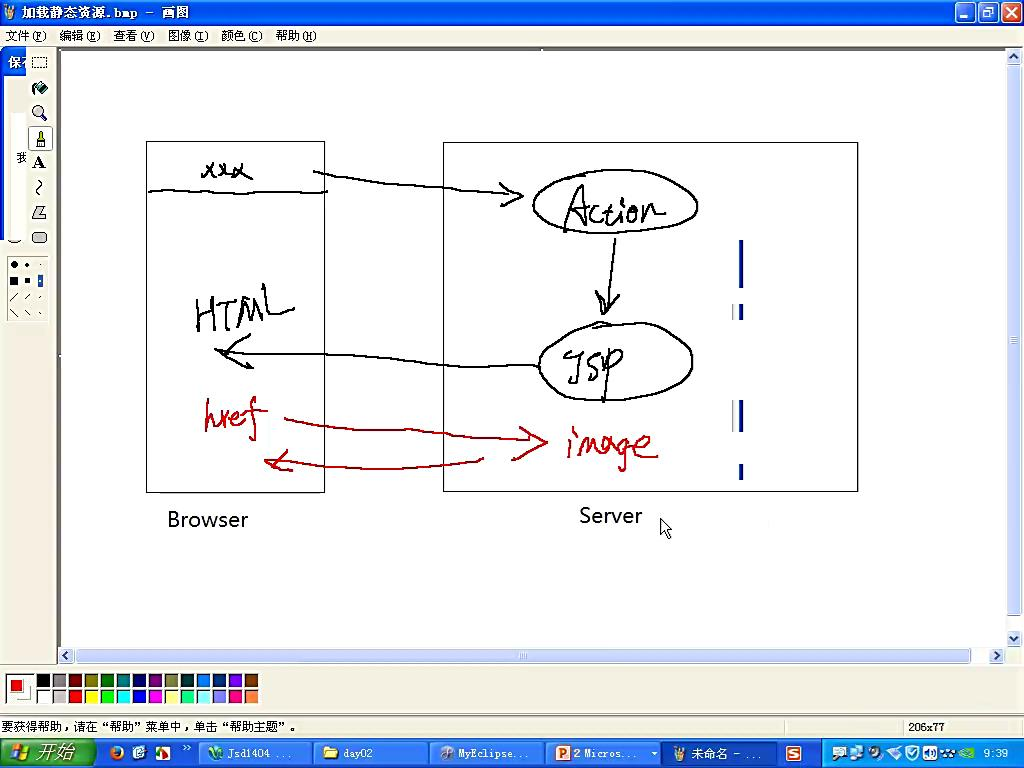 加载静态资源.bmp - 画图
文件(F) 编辑(E) 查看(V) 图像(I) 颜色(C) 帮助(H)
保存
我
A
xxx
Action
HTML
JSP
href
image
Browser
Server
要获得帮助，请在“帮助”菜单中，单击“帮助主题”。
206x77
开始
Jsd1404 ...
day02
MyEclipse...
2 Micros...
未命名 - ...
9:39